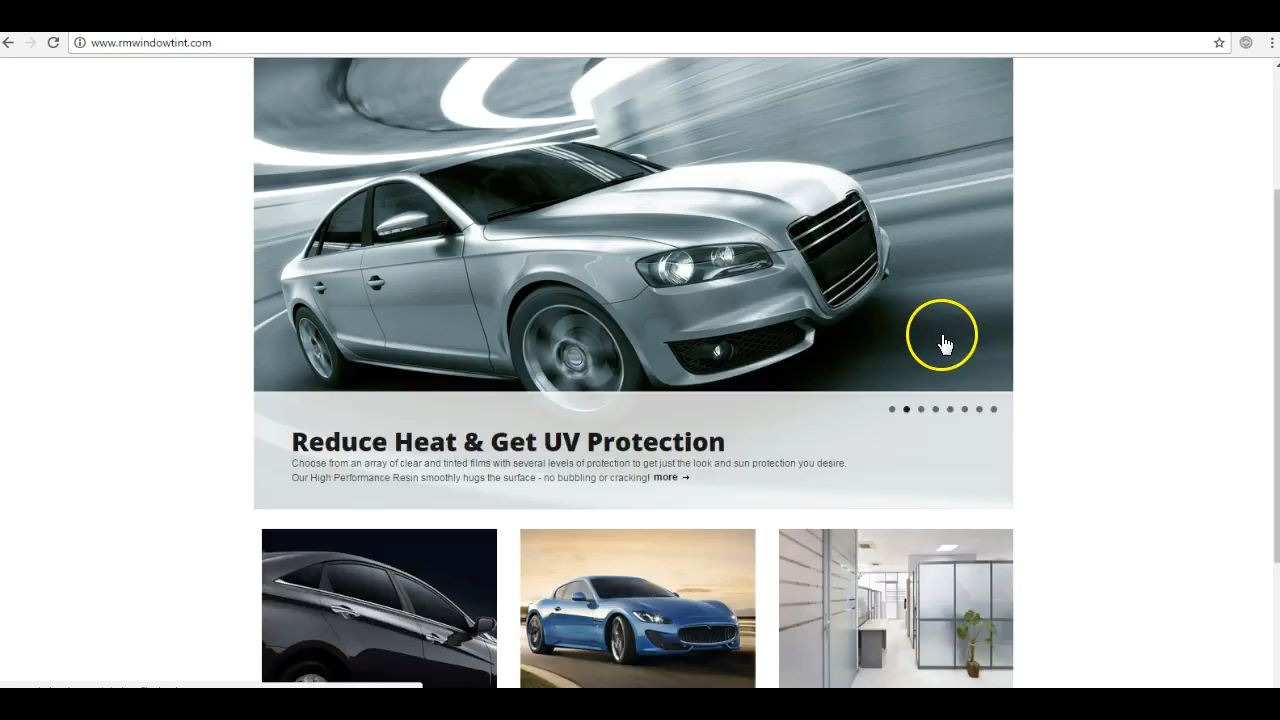 www.rmwindowtint.com
Reduce Heat & Get UV Protection
Choose from an array of clear and tinted films with several levels of protection to get just the look and sun protection you desire.
Our High Performance Resin smoothly hugs the surface - no bubbling or cracking! more →